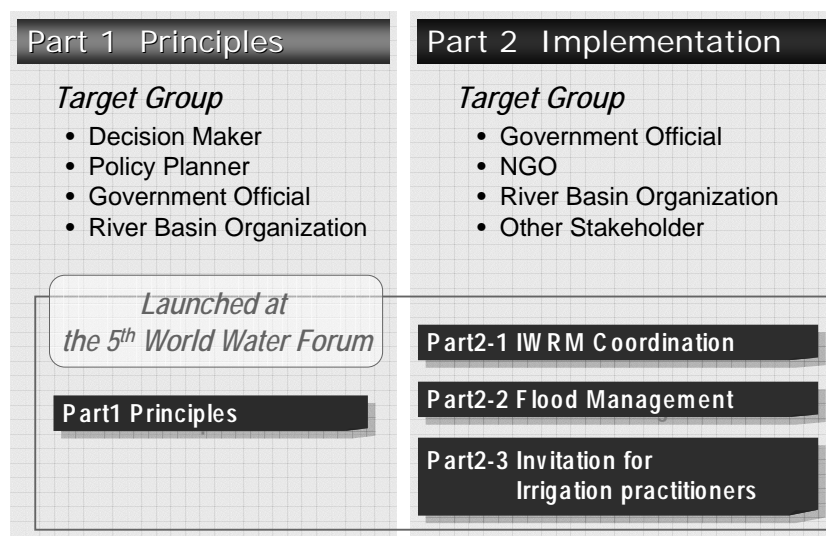 Part 1 Principles
Target Group
• Decision Maker
• Policy Planner
• Government Official
• River Basin Organization
Launched at
the 5th World Water Forum
Part1 Principles
Part 2 Implementation
Target Group
• Government Official
• NGO
• River Basin Organization
• Other Stakeholder
Part2-1 IWRM Coordination
Part2-2 Flood Management
Part2-3 Invitation for
Irrigation practitioners